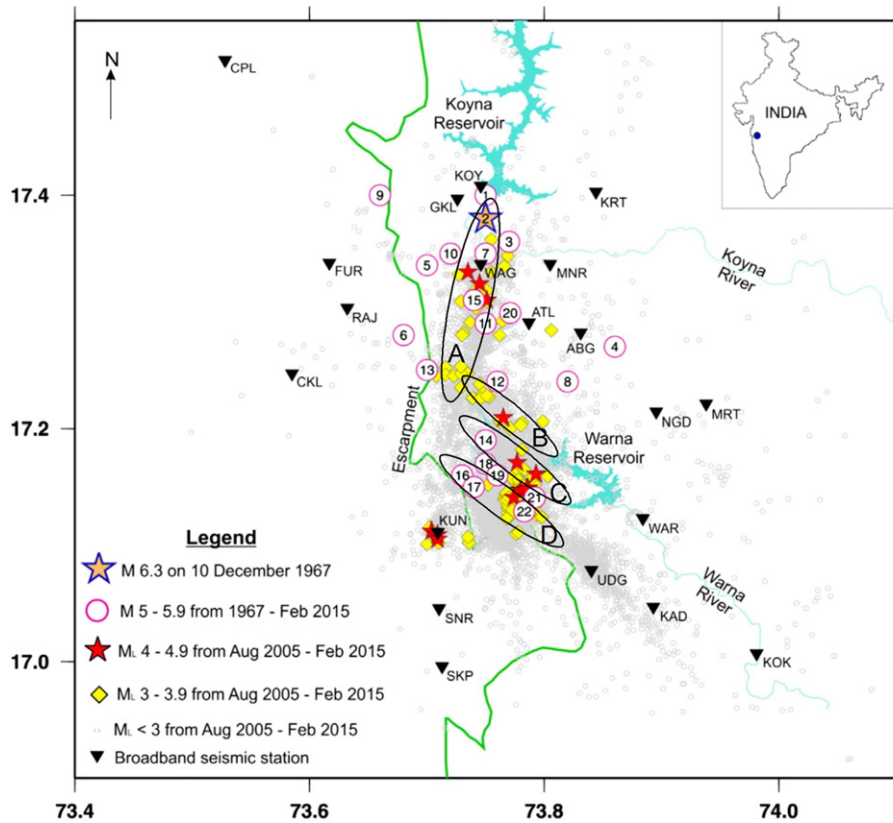 N
CPL
Koyna
Reservoir
INDIA
17.4
9
KOY
1
GKL
2
KRT
3
Koyna
River
10
7
5
WAG
FUR
MNR
15
20
RAJ
11
ATL
6
ABG
4
A
13
12
8
CKL
Escarpment
MRT
NGD
17.2
B
14
Warna
Reservoir
18
16
19
17
C
21
22
WAR
KUN
D
Legend
M 6.3 on 10 December 1967
UDG
Warna
River
M 5 - 5.9 from 1967 - Feb 2015
SNR
KAD
ML 4 - 4.9 from Aug 2005 - Feb 2015
KOK
17.0
SKP
ML 3 - 3.9 from Aug 2005 - Feb 2015
ML < 3 from Aug 2005 - Feb 2015
Broadband seismic station
73.4
73.6
73.8
74.0